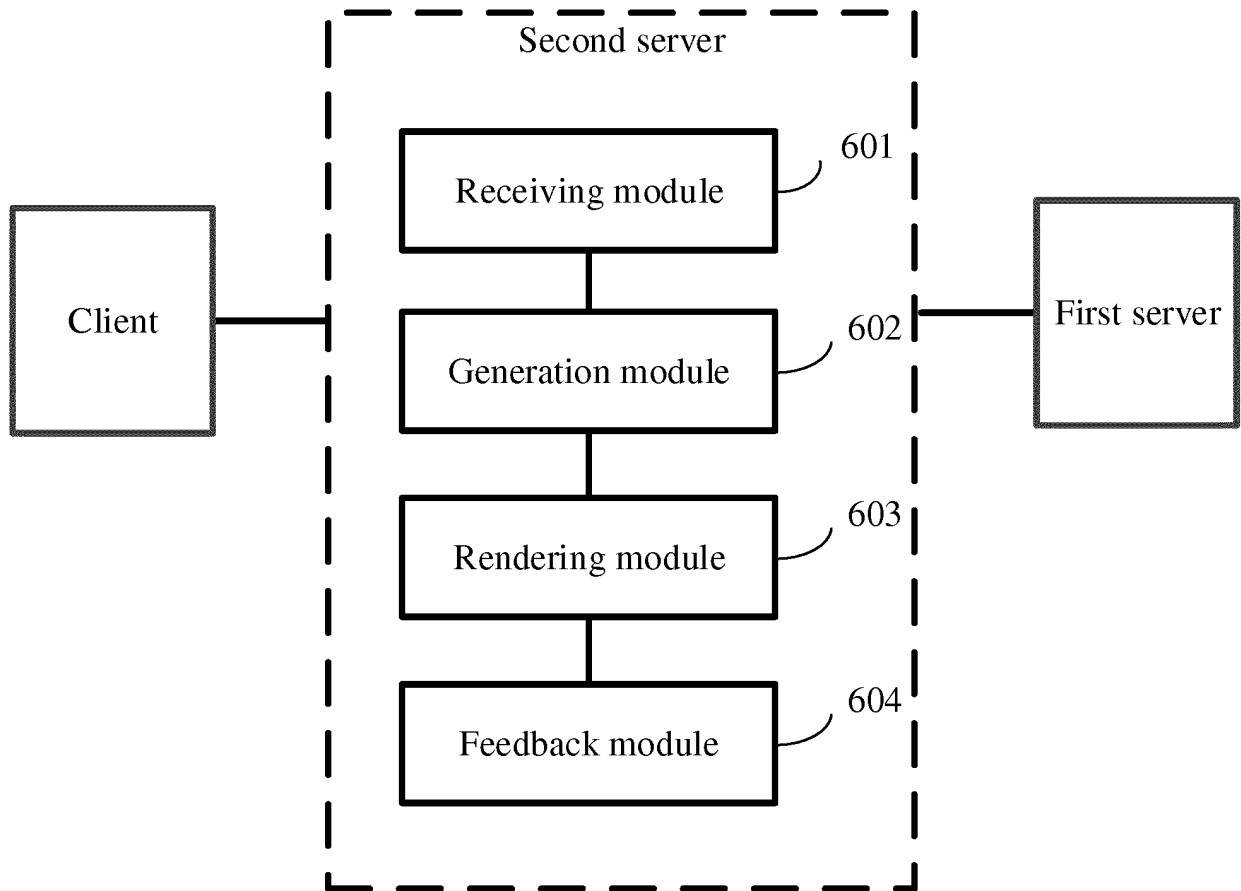 Second server
601
Receiving module
Client
First server
602
Generation module
603
Rendering module
604
Feedback module